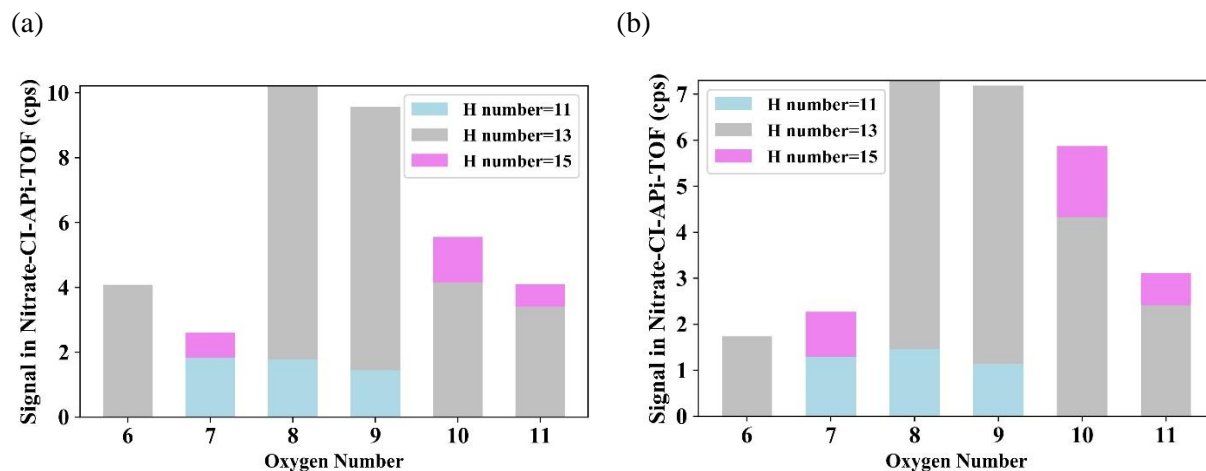 (a)
10
8
6
4
2
0
Signal in Nitrate-CI-APi-TOF (cps)
H number=11
H number=13
H number=15
6 7 8 9 10 11
Oxygen Number
(b)
7
6
5
4
3
2
1
0
Signal in Nitrate-CI-APi-TOF (cps)
H number=11
H number=13
H number=15
6 7 8 9 10 11
Oxygen Number